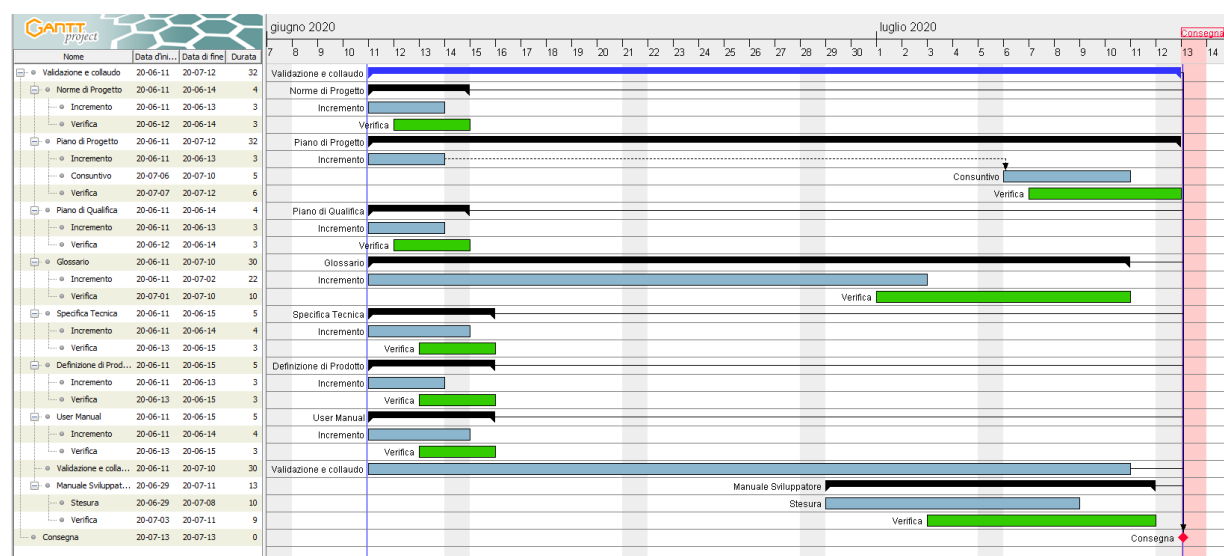 GANTT
project
giugno 2020
luglio 2020
Consegna
7 8 9 10 11 12 13 14 15 16 17 18 19 20 21 22 23 24 25 26 27 28 29 30 1 2 3 4 5 6 7 8 9 10 11 12 13 14
Nome Data d'ini... Data di fine Durata
Validazione e collaudo 20-06-11 20-07-12 32 Validazione e collaudo
Norme di Progetto 20-06-11 20-06-14 4 Norme di Progetto
Incremento 20-06-11 20-06-13 3 Incremento
Verifica 20-06-12 20-06-14 3 Verifica
Piano di Progetto 20-06-11 20-07-12 32 Piano di Progetto
Incremento 20-06-11 20-06-13 3 Incremento
Consuntivo 20-07-06 20-07-10 5 Consuntivo
Verifica 20-07-07 20-07-12 6 Verifica
Piano di Qualifica 20-06-11 20-06-14 4 Piano di Qualifica
Incremento 20-06-11 20-06-13 3 Incremento
Verifica 20-06-12 20-06-14 3 Verifica
Glossario 20-06-11 20-07-10 30 Glossario
Incremento 20-06-11 20-07-02 22 Incremento
Verifica 20-07-01 20-07-10 10 Verifica
Specifica Tecnica 20-06-11 20-06-15 5 Specifica Tecnica
Incremento 20-06-11 20-06-14 4 Incremento
Verifica 20-06-13 20-06-15 3 Verifica
Definizione di Prod... 20-06-11 20-06-15 5 Definizione di Prodotto
Incremento 20-06-11 20-06-13 3 Incremento
Verifica 20-06-13 20-06-15 3 Verifica
User Manual 20-06-11 20-06-15 5 User Manual
Incremento 20-06-11 20-06-14 4 Incremento
Verifica 20-06-13 20-06-15 3 Verifica
Validazione e colla... 20-06-11 20-07-10 30 Validazione e collaudo
Manuale Sviluppat... 20-06-29 20-07-11 13 Manuale Sviluppatore
Stesura 20-06-29 20-07-08 10 Stesura
Verifica 20-07-03 20-07-11 9 Verifica
Consegna 20-07-13 20-07-13 0 Consegna